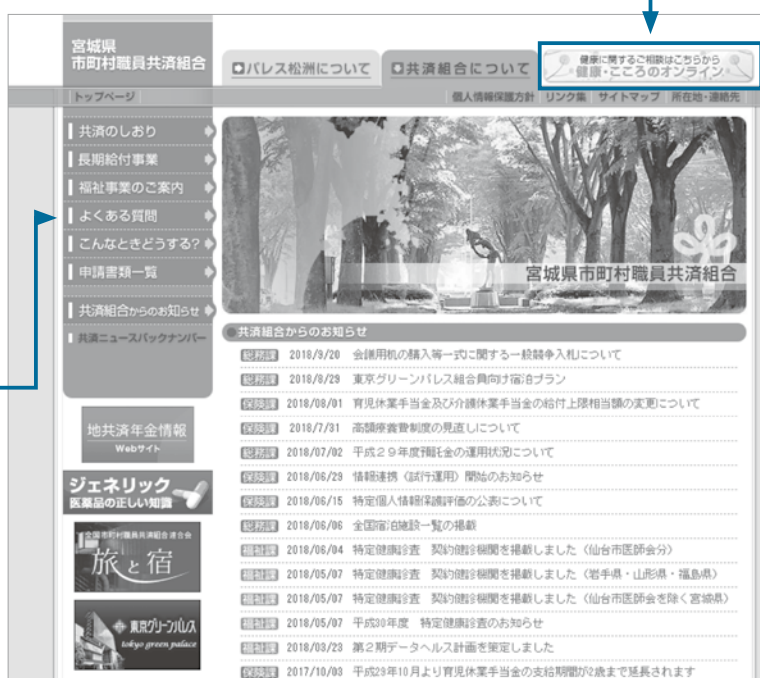 宮城県
市町村職員共済組合
パレス松洲について
共済組合について
健康に関するご相談はこちらから
健康・こころのオンライン
トップページ
個人情報保護方針 リンク集 サイトマップ 所在地・連絡先
共済のしおり
長期給付事業
福祉事業のご案内
よくある質問
こんなときどうする?
申請書類一覧
共済組合からのお知らせ
共済ニュースバックナンバー
宮城県市町村職員共済組合
共済組合からのお知らせ
総務課 2018/9/20 会議用机の購入等一式に関する一般競争入札について
総務課 2018/8/29 東京グリーンパレス組合員向け宿泊プラン
保険課 2018/08/01 育児休業手当金及び介護休業手当金の給付上限相当額の変更について
保険課 2018/7/31 高額療養費制度の見直しについて
総務課 2018/07/02 平成29年度預託金の運用状況について
保険課 2018/06/29 情報連携(試行運用)開始のお知らせ
保険課 2018/06/15 特定個人情報保護評価の公表について
総務課 2018/06/06 全国宿泊施設一覧の掲載
福祉課 2018/06/04 特定健康診査 契約健診機関を掲載しました(仙台市医師会分)
福祉課 2018/05/07 特定健康診査 契約健診機関を掲載しました(岩手県・山形県・福島県)
福祉課 2018/05/07 特定健康診査 契約健診機関を掲載しました(仙台市医師会を除く宮城県)
福祉課 2018/05/07 平成30年度 特定健康診査のお知らせ
福祉課 2018/03/23 第2期データヘルス計画を策定しました
保険課 2017/10/03 平成29年10月より育児休業手当金の支給期間が2歳まで延長されます
地共済年金情報
Webサイト
ジェネリック
医薬品の正しい知識
全国市町村職員共済組合連合会
旅と宿
東京グリーンパレス
tokyo green palace